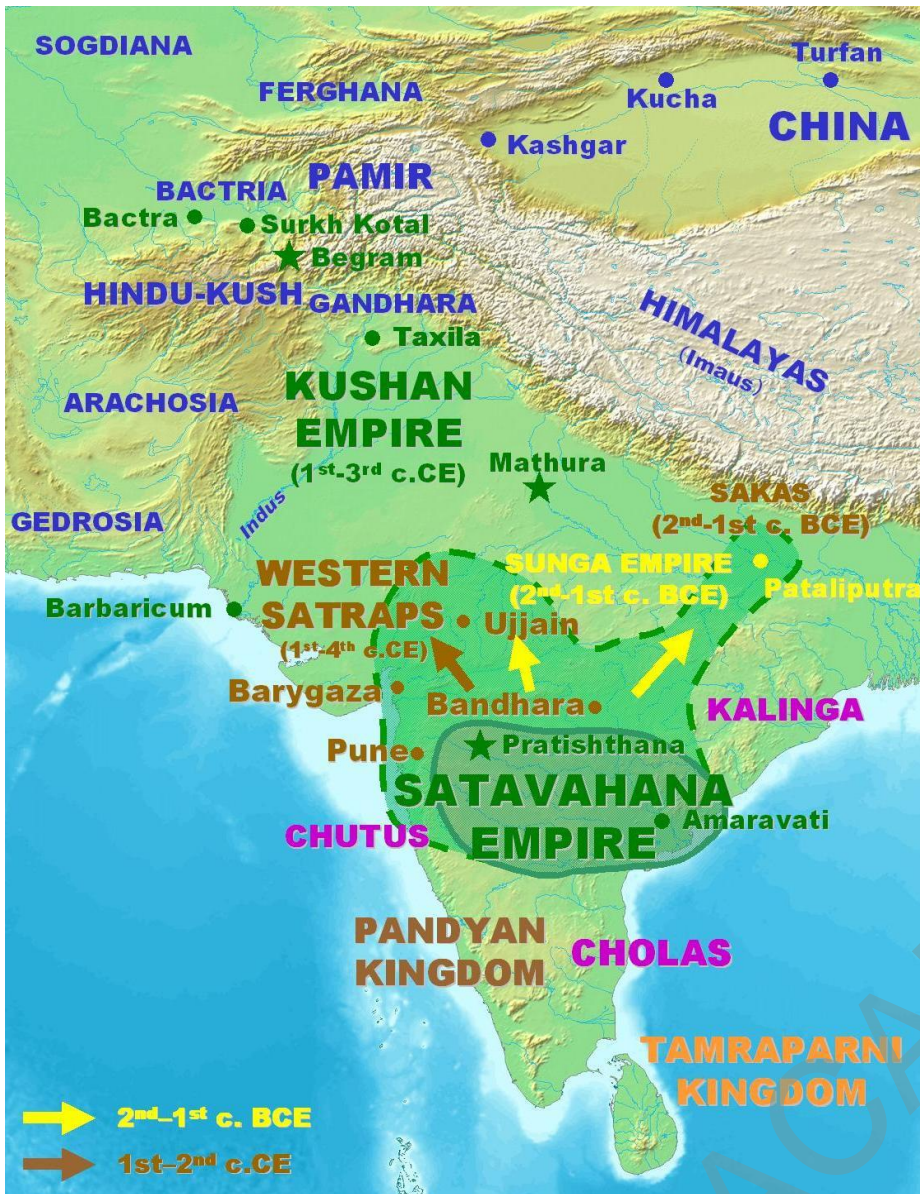 SOGDIANA
Turfan
FERGHANA
Kucha
CHINA
Kashgar
PAMIR
BACTRIA
Bactra
Surkh Kotal
Begram
HINDU-KUSH
GANDHARA
HIMALAYAS
(Imaus)
Taxila
KUSHAN
EMPIRE
(1st-3rd c.CE)
ARACHOSIA
Mathura
Indus
GEDROSIA
SAKAS
(2nd-1st c. BCE)
SUNGA EMPIRE
(2nd-1st c. BCE)
Pataliputra
WESTERN
SATRAPS
(1st-4th c.CE)
Barbaricum
Ujjain
Barygaza
Bandhara
KALINGA
Pune
Pratishthana
SATAVAHANA
EMPIRE
Amaravati
CHUTUS
PANDYAN
KINGDOM
CHOLAS
TAMRAPARNI
KINGDOM
2nd–1st c. BCE
1st–2nd c.CE